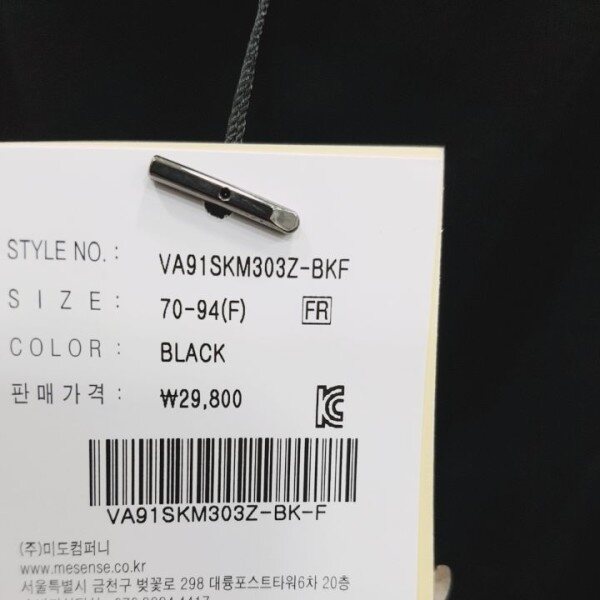 STYLE NO. : VA91SKM303Z-BKF
SIZE : 70-94(F) FR
COLOR : BLACK
판매가격 : ₩29,800
VA91SKM303Z-BK-F
(주)미도컴퍼니
www.mesense.co.kr
서울특별시 금천구 벚꽃로 298 대륭포스트타워6차 20층